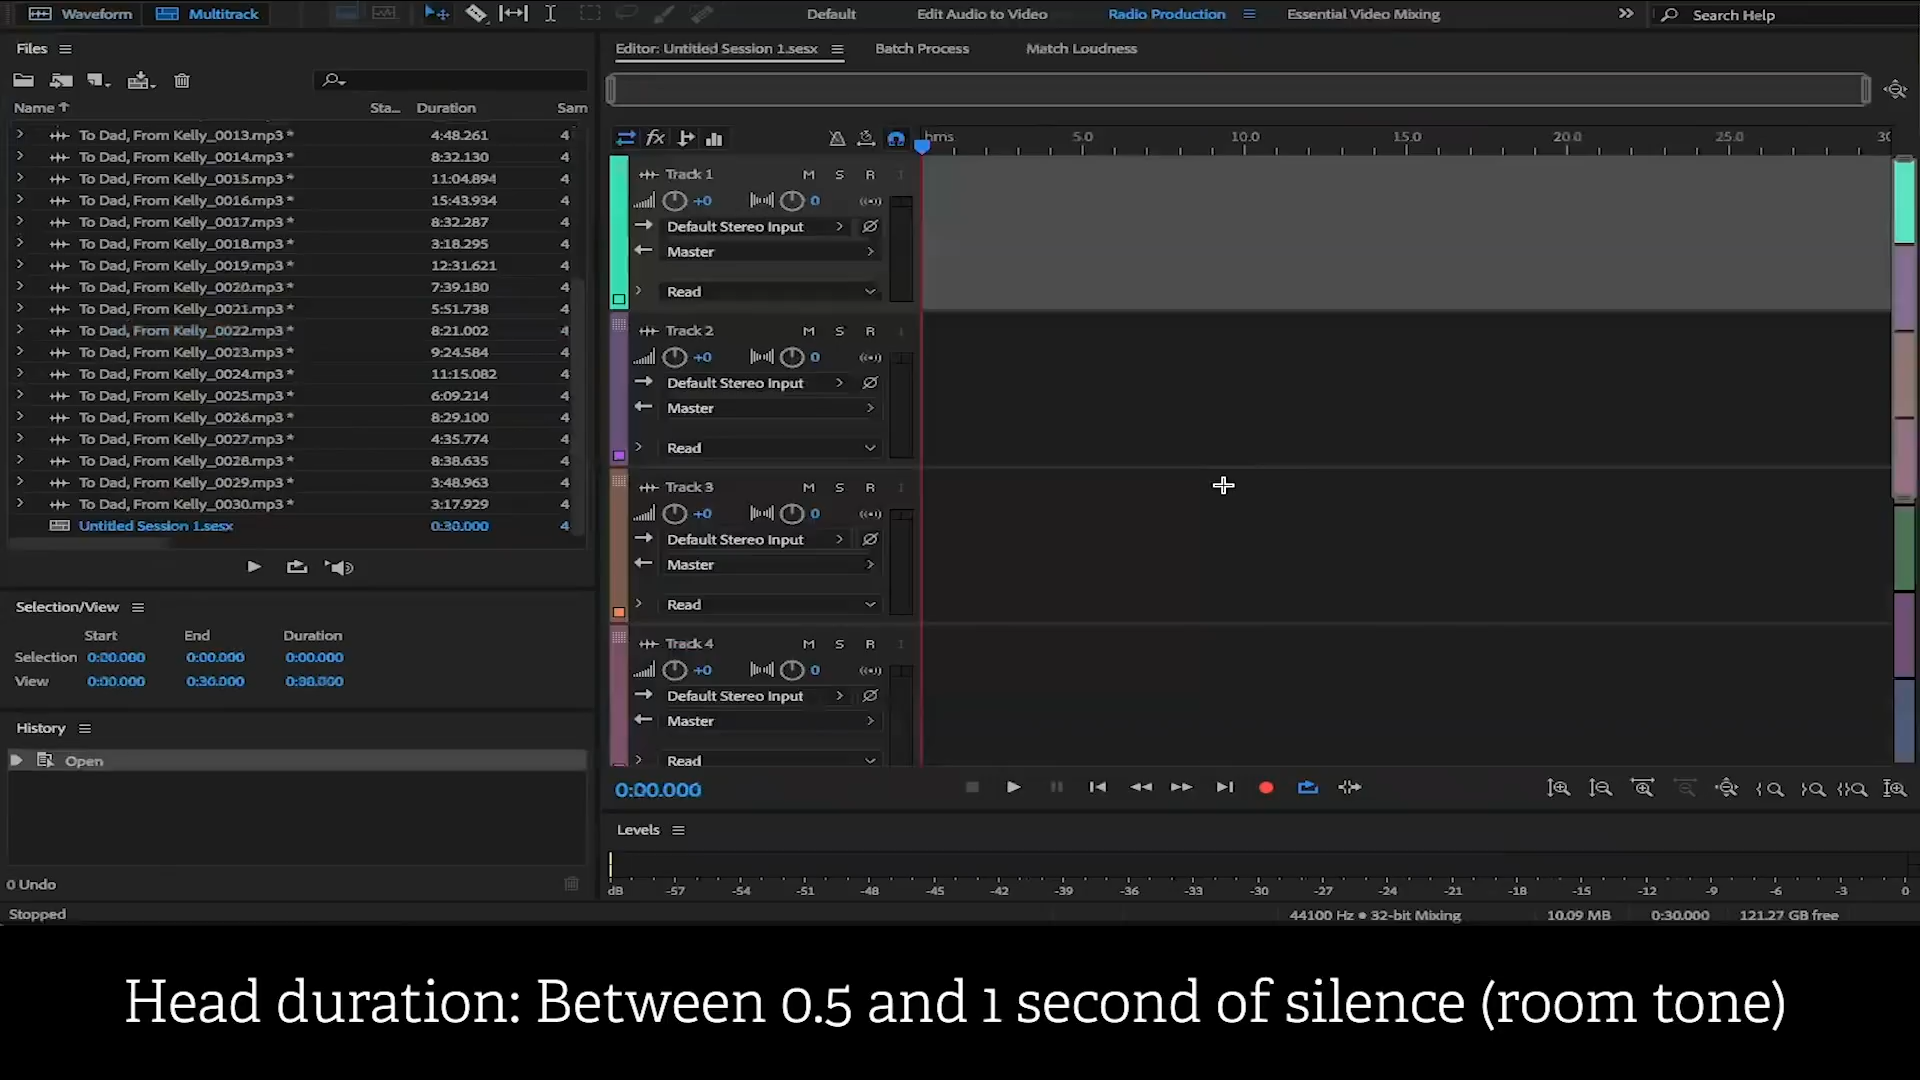 Waveform Multitrack Default Edit Audio to Video Radio Production Essential Video Mixing Search Help
Files
Name Sta... Duration Sam
To Dad, From Kelly_0013.mp3 * 4:48.261 4
To Dad, From Kelly_0014.mp3 * 8:32.130 4
To Dad, From Kelly_0015.mp3 * 11:04.894 4
To Dad, From Kelly_0016.mp3 * 15:43.934 4
To Dad, From Kelly_0017.mp3 * 8:32.287 4
To Dad, From Kelly_0018.mp3 * 3:18.295 4
To Dad, From Kelly_0019.mp3 * 12:31.621 4
To Dad, From Kelly_0020.mp3 * 7:39.180 4
To Dad, From Kelly_0021.mp3 * 5:51.738 4
To Dad, From Kelly_0022.mp3 * 8:21.002 4
To Dad, From Kelly_0023.mp3 * 9:24.584 4
To Dad, From Kelly_0024.mp3 * 11:15.082 4
To Dad, From Kelly_0025.mp3 * 6:09.214 4
To Dad, From Kelly_0026.mp3 * 8:29.100 4
To Dad, From Kelly_0027.mp3 * 4:35.774 4
To Dad, From Kelly_0028.mp3 * 8:38.635 4
To Dad, From Kelly_0029.mp3 * 3:48.963 4
To Dad, From Kelly_0030.mp3 * 3:17.929 4
Untitled Session 1.sesx 0:30.000 4
Selection/View
Start End Duration
Selection 0:00.000 0:00.000 0:00.000
View 0:00.000 0:30.000 0:30.000
History
Open
0 Undo
Stopped
Editor: Untitled Session 1.sesx Batch Process Match Loudness
fx hms 5.0 10.0 15.0 20.0 25.0 30
Track 1 M S R I
+0 0
Default Stereo Input
Master
Read
Track 2 M S R I
+0 0
Default Stereo Input
Master
Read
Track 3 M S R I
+0 0
Default Stereo Input
Master
Read
Track 4 M S R I
+0 0
Default Stereo Input
Master
Read
0:00.000
Levels
dB -57 -54 -51 -48 -45 -42 -39 -36 -33 -30 -27 -24 -21 -18 -15 -12 -9 -6 -3 0
44100 Hz ● 32-bit Mixing 10.09 MB 0:30.000 121.27 GB free
Head duration: Between 0.5 and 1 second of silence (room tone)